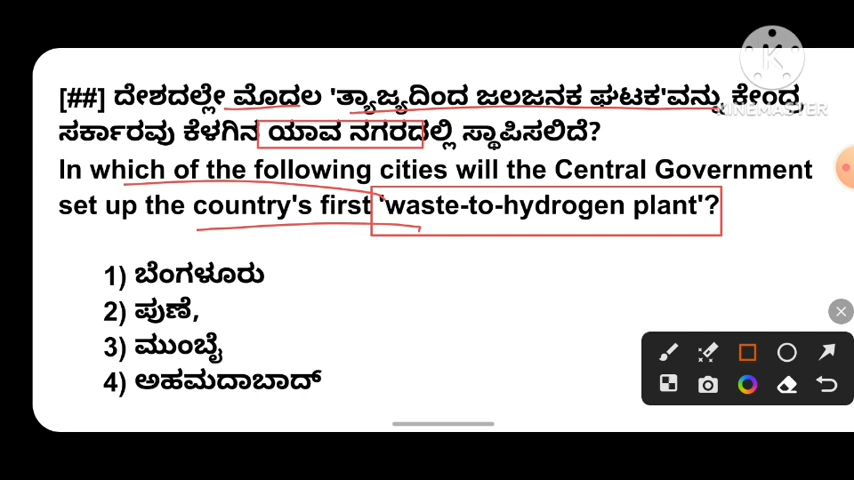 [##] ದೇಶದಲ್ಲೇ ಮೊದಲ 'ತ್ಯಾಜ್ಯದಿಂದ ಜಲಜನಕ ಘಟಕ'ವನ್ನು ಕೇಂದ್ರ
KINEMASTER
ಸರ್ಕಾರವು ಕೆಳಗಿನ ಯಾವ ನಗರದಲ್ಲಿ ಸ್ಥಾಪಿಸಲಿದೆ?
In which of the following cities will the Central Government
set up the country's first 'waste-to-hydrogen plant'?
1) ಬೆಂಗಳೂರು
2) ಪುಣೆ,
3) ಮುಂಬೈ
4) ಅಹಮದಾಬಾದ್